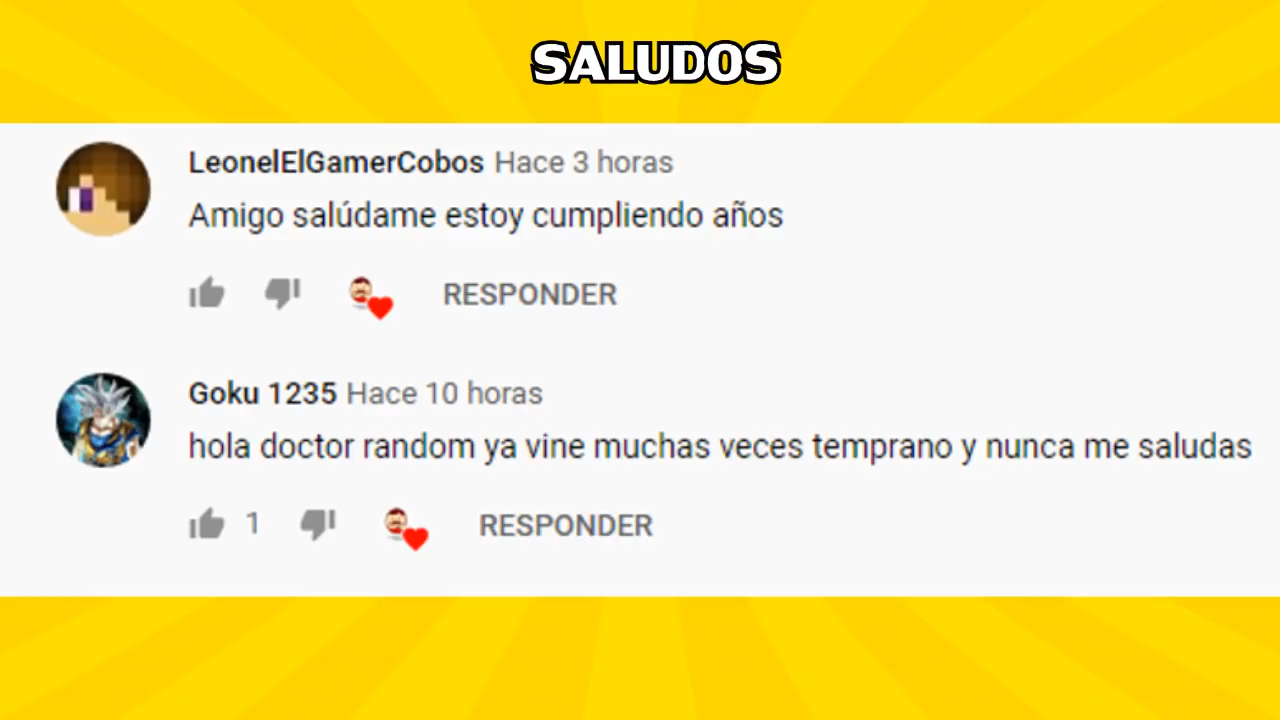 SALUDOS
LeonelElGamerCobos Hace 3 horas
Amigo salúdame estoy cumpliendo años
RESPONDER
Goku 1235 Hace 10 horas
hola doctor random ya vine muchas veces temprano y nunca me saludas
1 RESPONDER